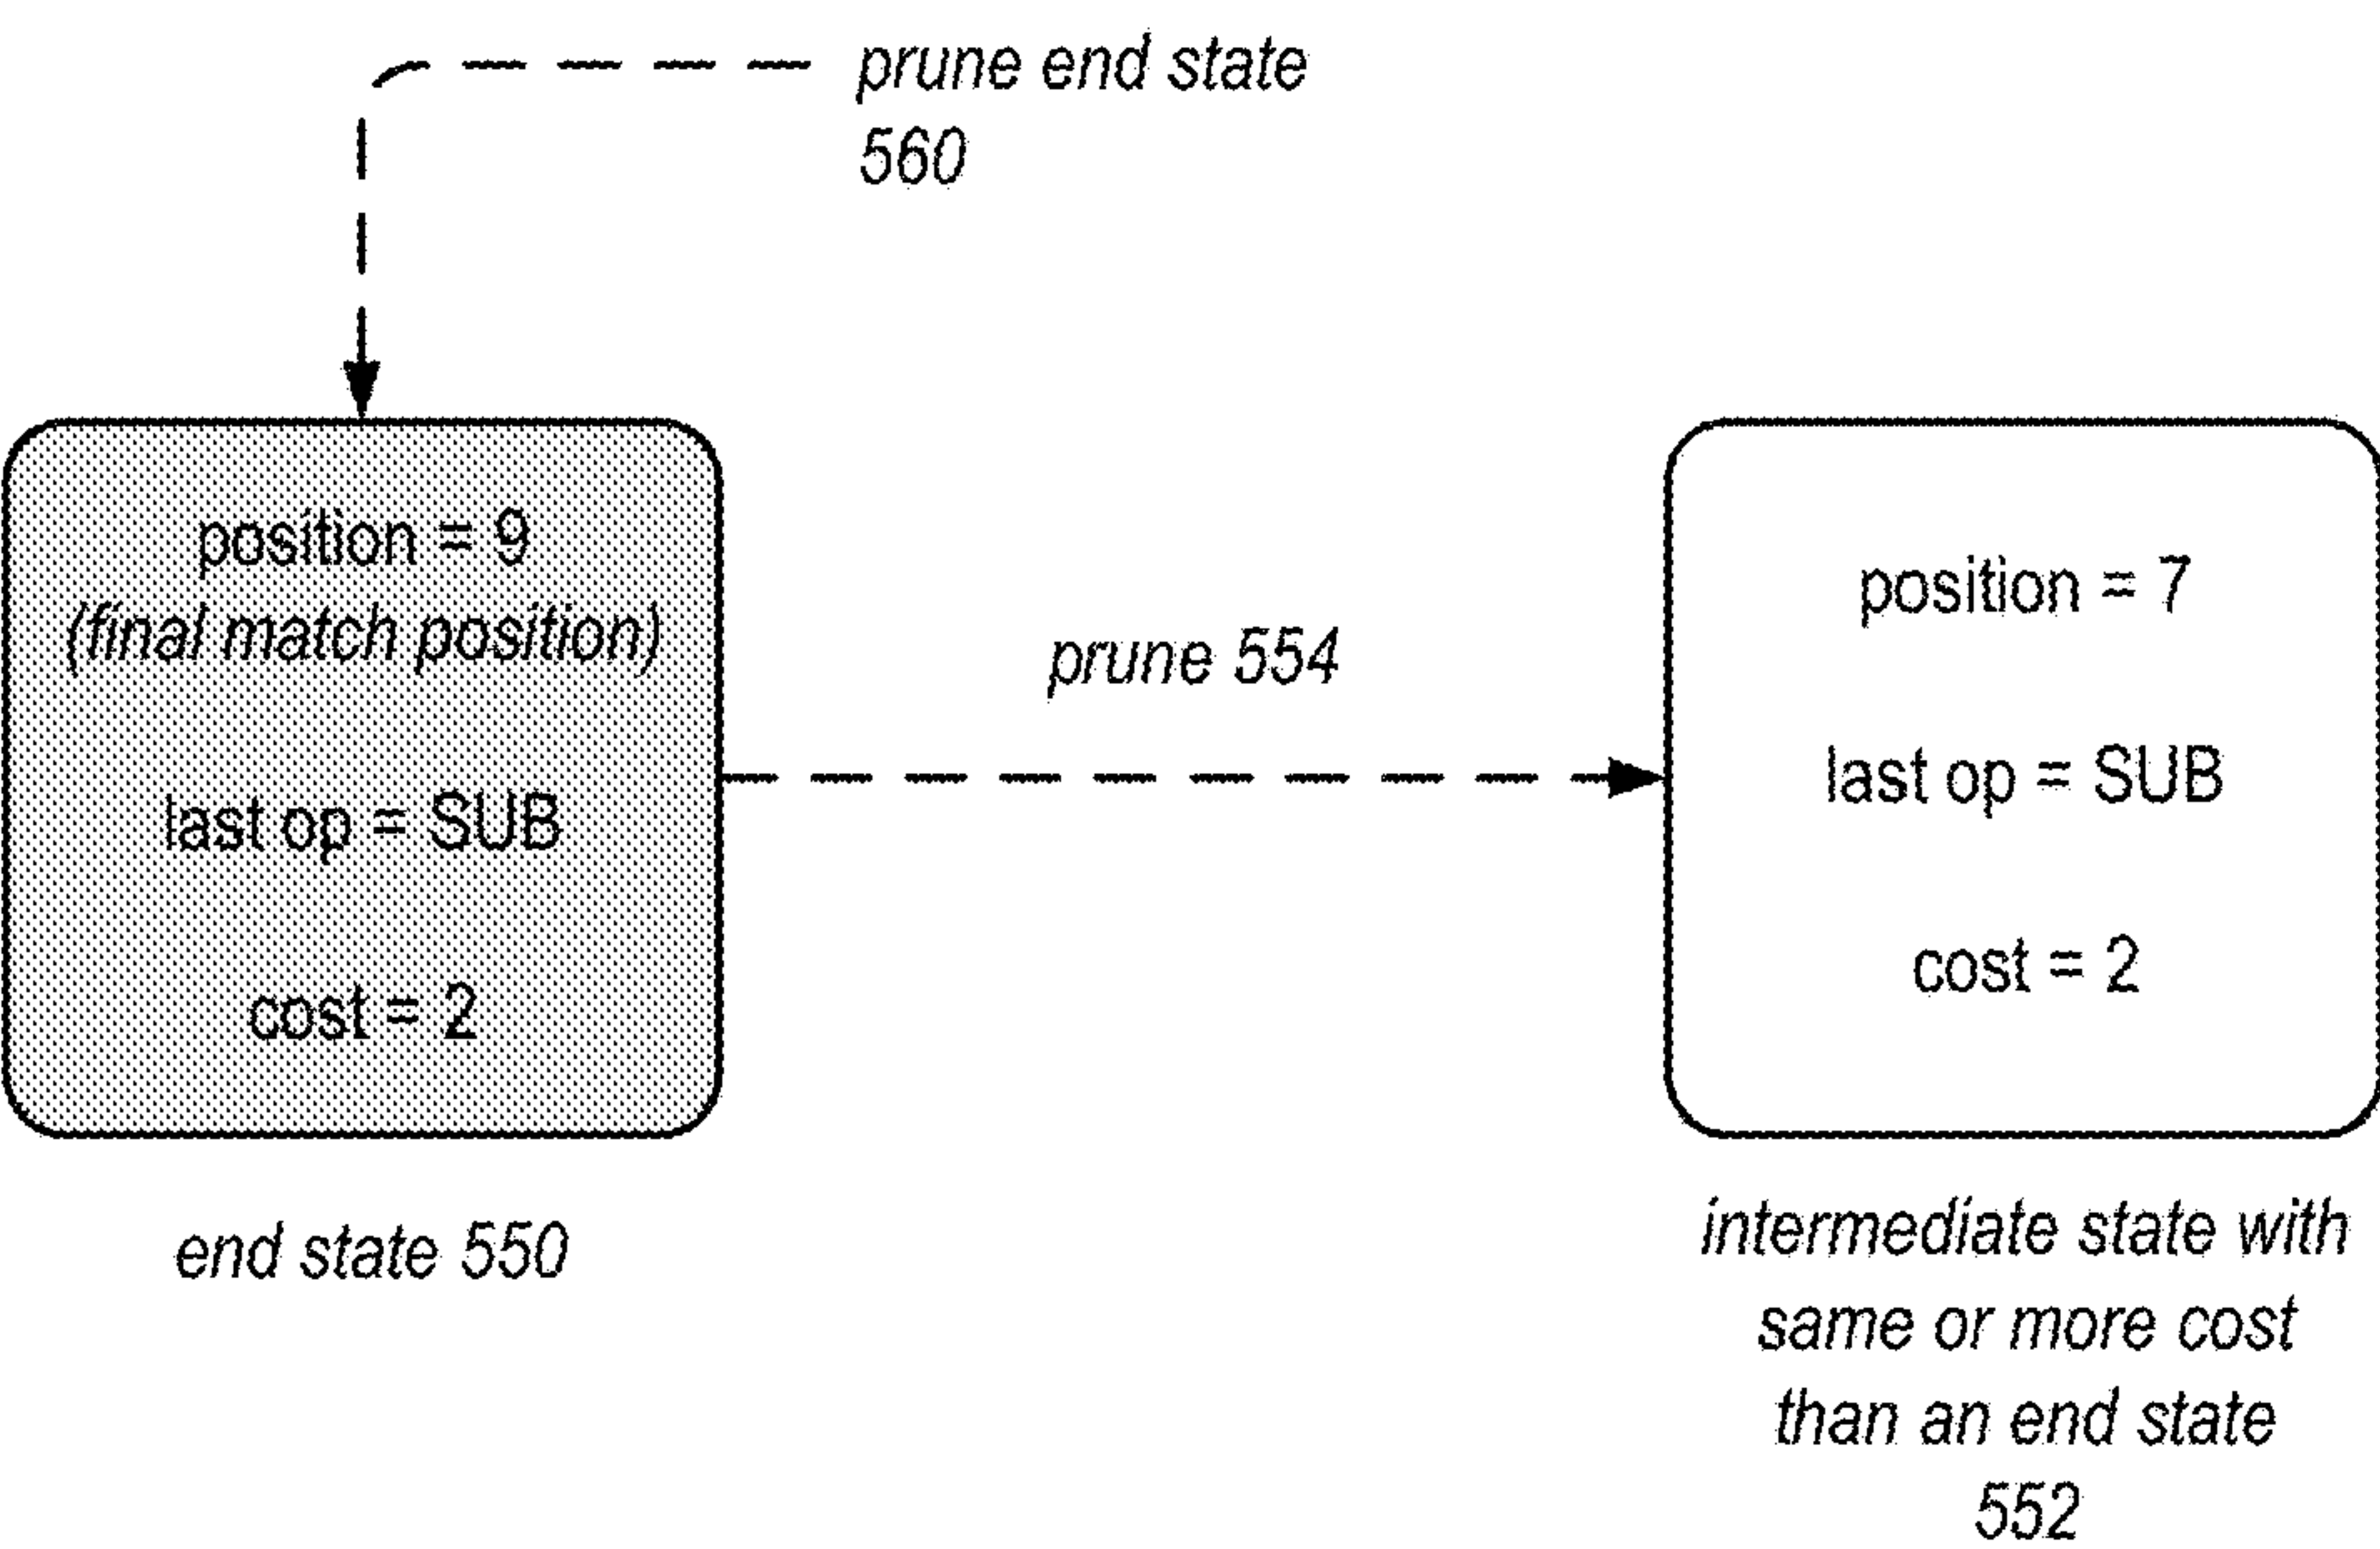 prune end state
560
position = 9
(final match position)
last op = SUB
cost = 2
end state 550
prune 554
position = 7
last op = SUB
cost = 2
intermediate state with
same or more cost
than an end state
552